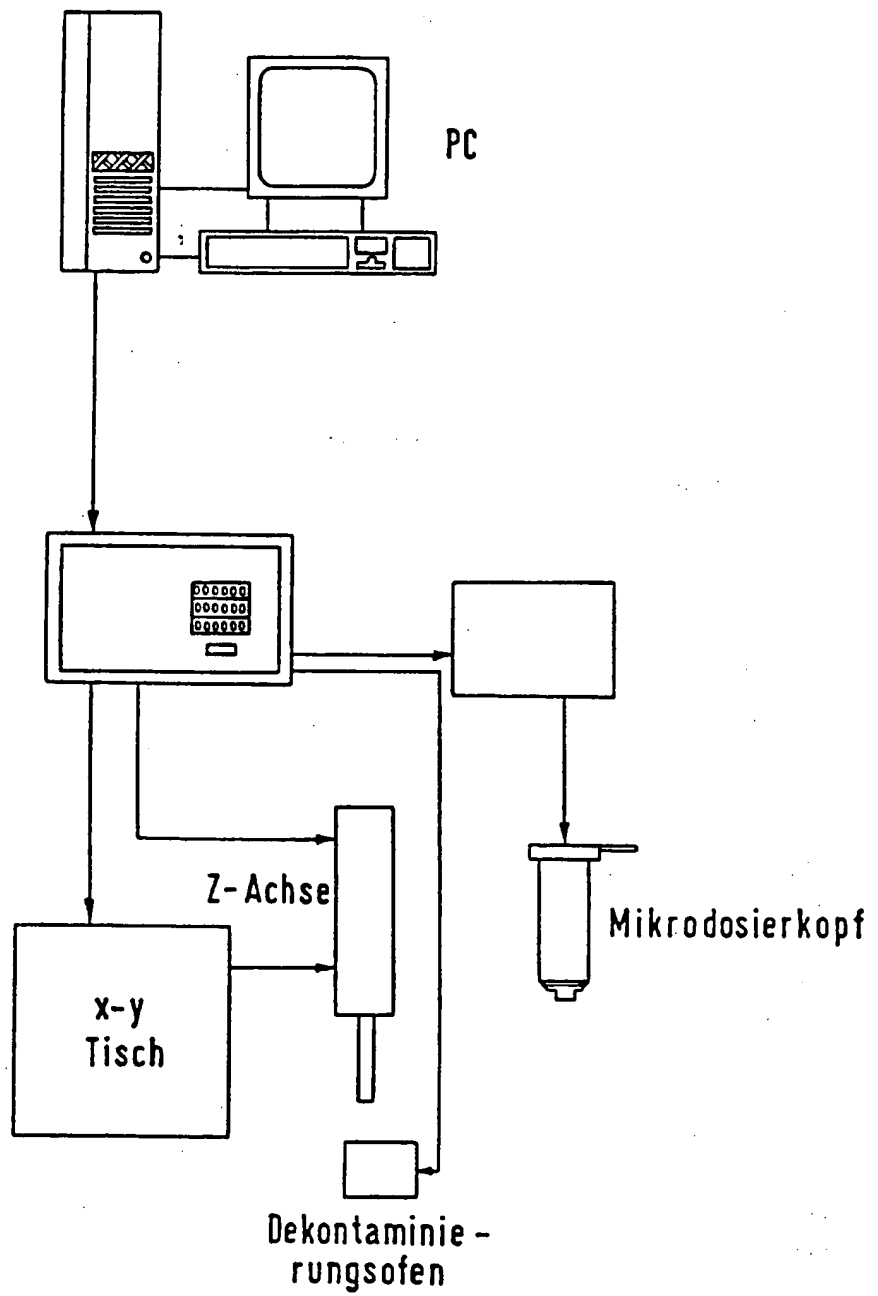 PC
Z-Achse
Mikrodosierkopf
x-y
Tisch
Dekontaminie-
rungsofen